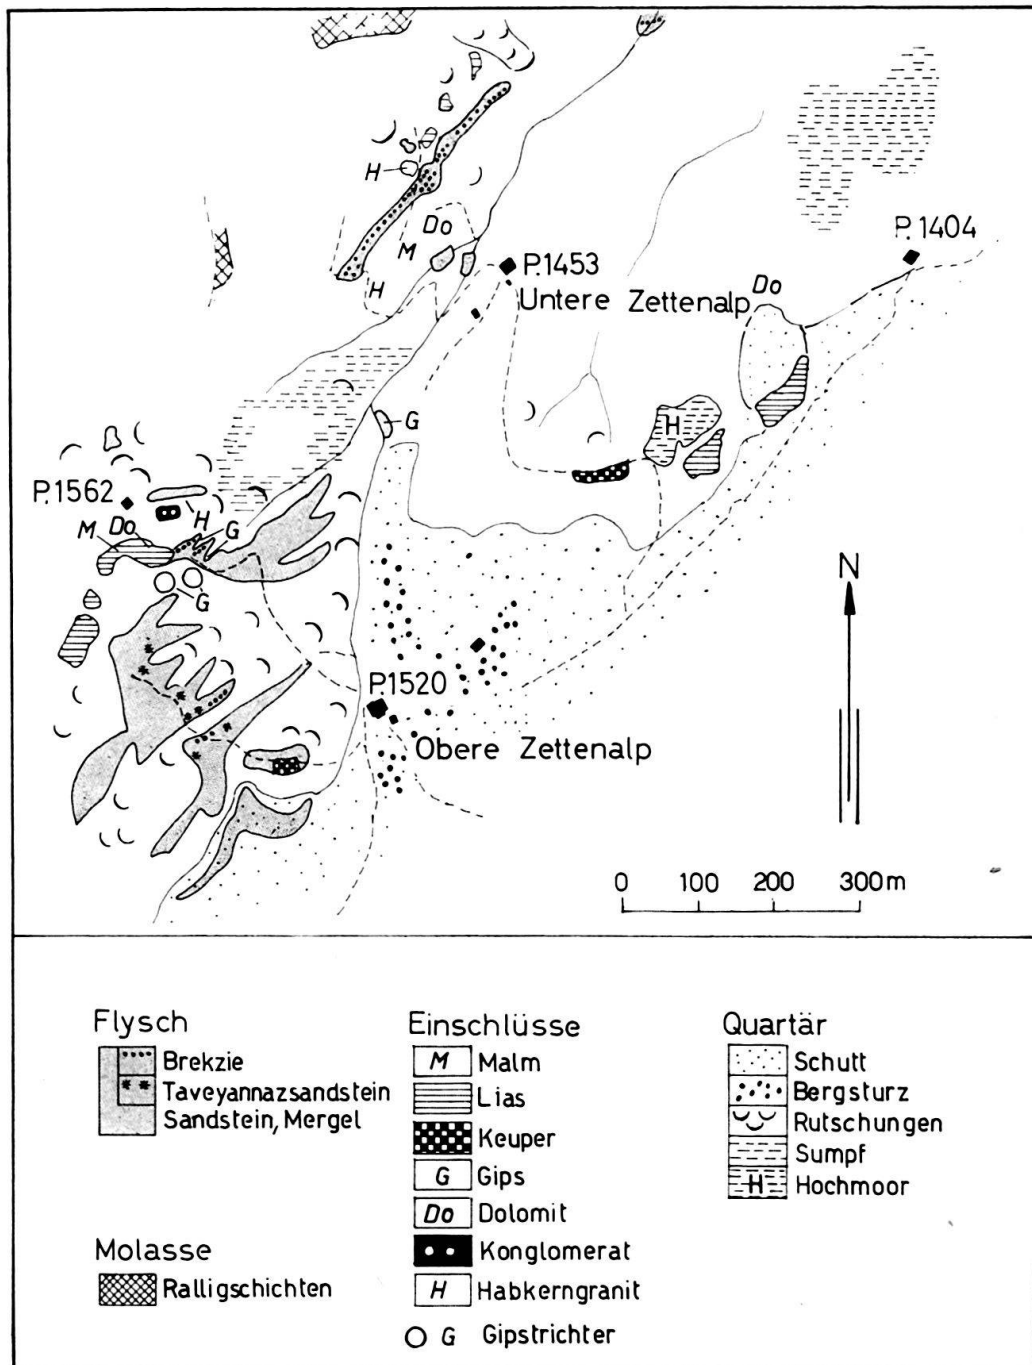 H
Do
M
H
P.1453
Untere Zettenalp
P.1404
Do
G
H
P.1562
Do
M
H
G
G
P.1520
Obere Zettenalp
N
0 100 200 300m
Flysch
Brekzie
Taveyannazsandstein
Sandstein, Mergel
Molasse
Ralligschichten
Einschlüsse
M Malm
Lias
Keuper
G Gips
Do Dolomit
Konglomerat
H Habkerngranit
G Gipstrichter
Quartär
Schutt
Bergsturz
Rutschungen
Sumpf
H Hochmoor